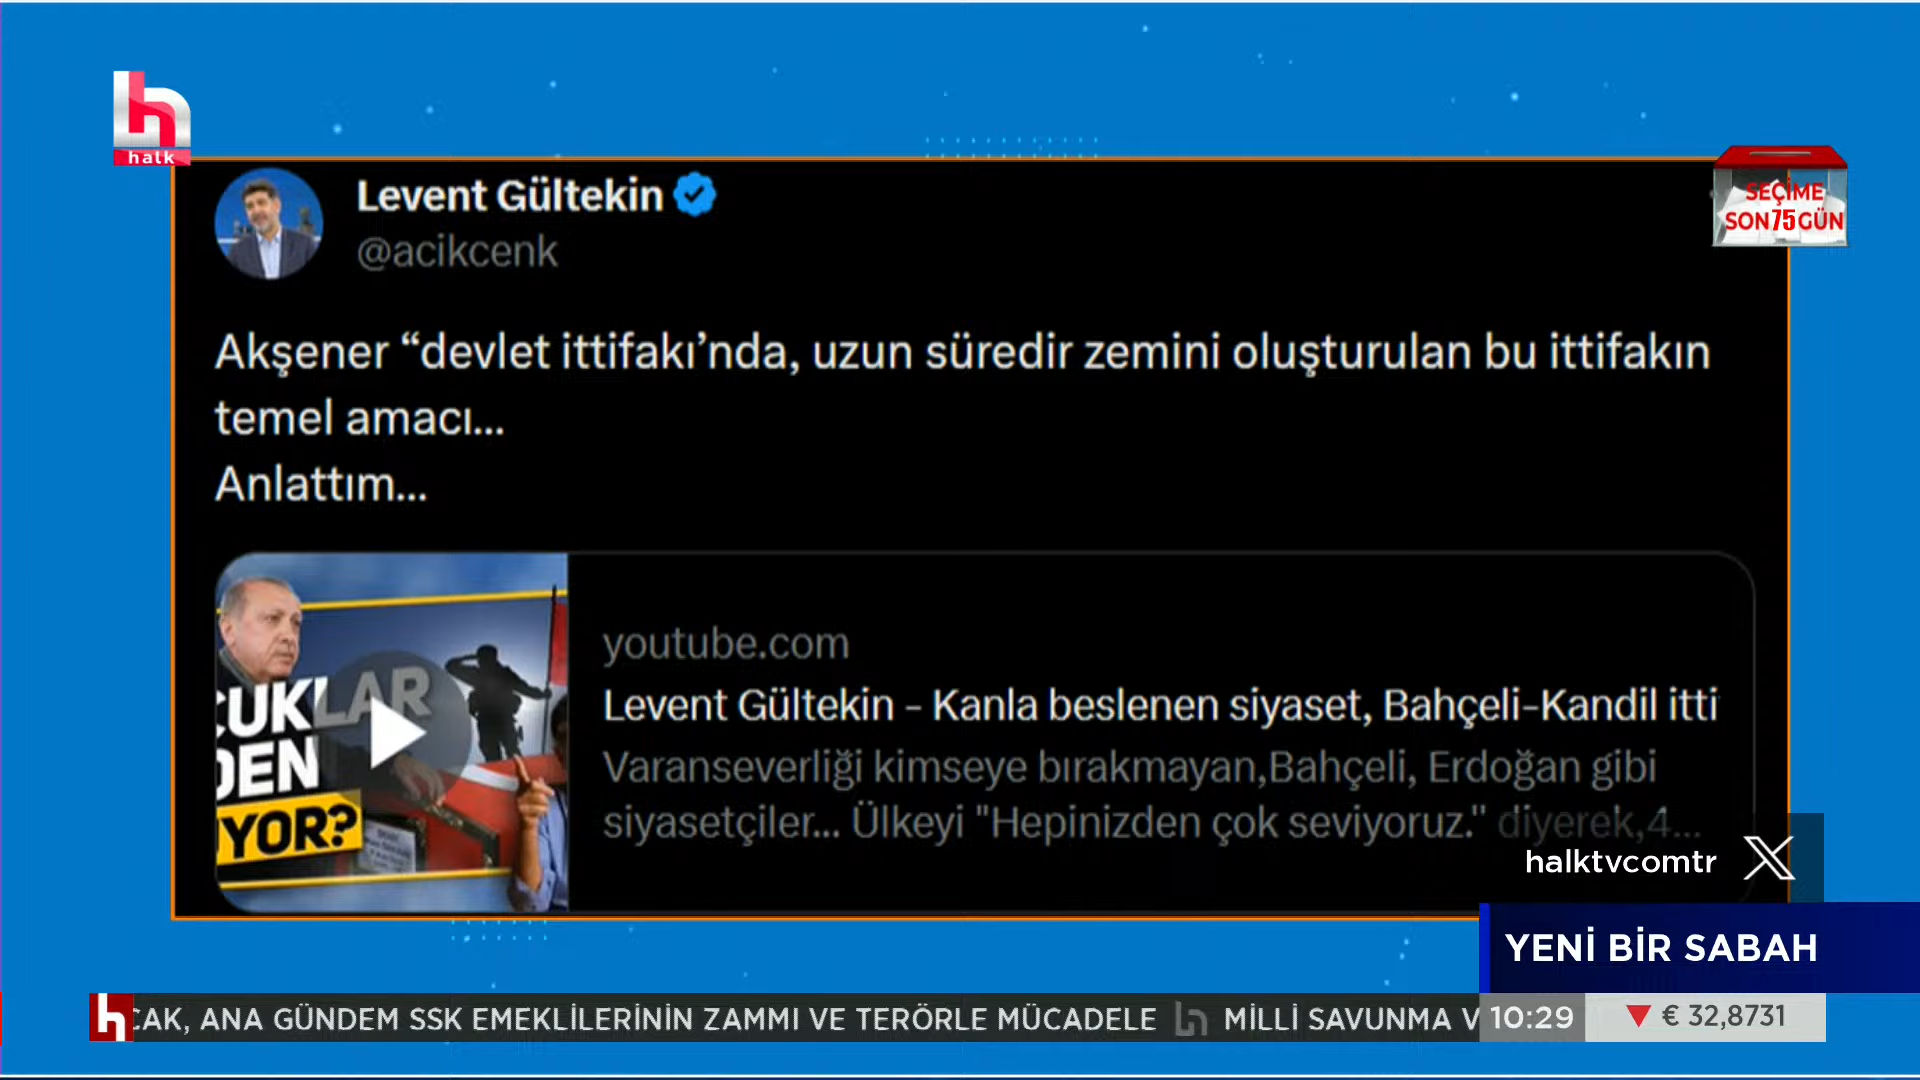 halk
SEÇİME
SON 75 GÜN
Levent Gültekin
@acikcenk
Akşener “devlet ittifakı’nda, uzun süredir zemini oluşturulan bu ittifakın
temel amacı...
Anlattım...
CUKLAR
DEN
YOR?
youtube.com
Levent Gültekin - Kanla beslenen siyaset, Bahçeli-Kandil itti
Varanseverliği kimseye bırakmayan,Bahçeli, Erdoğan gibi
siyasetçiler... Ülkeyi "Hepinizden çok seviyoruz." diyerek,4...
halktvcomtr
YENİ BİR SABAH
CAK, ANA GÜNDEM SSK EMEKLİLERİNİN ZAMMI VE TERÖRLE MÜCADELE MİLLİ SAVUNMA V
10:29
€ 32,8731